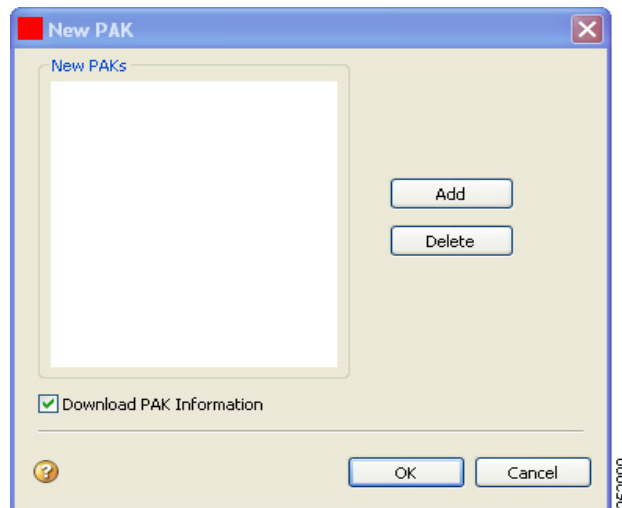 New PAK
New PAKs
Add
Delete
Download PAK Information
OK
Cancel